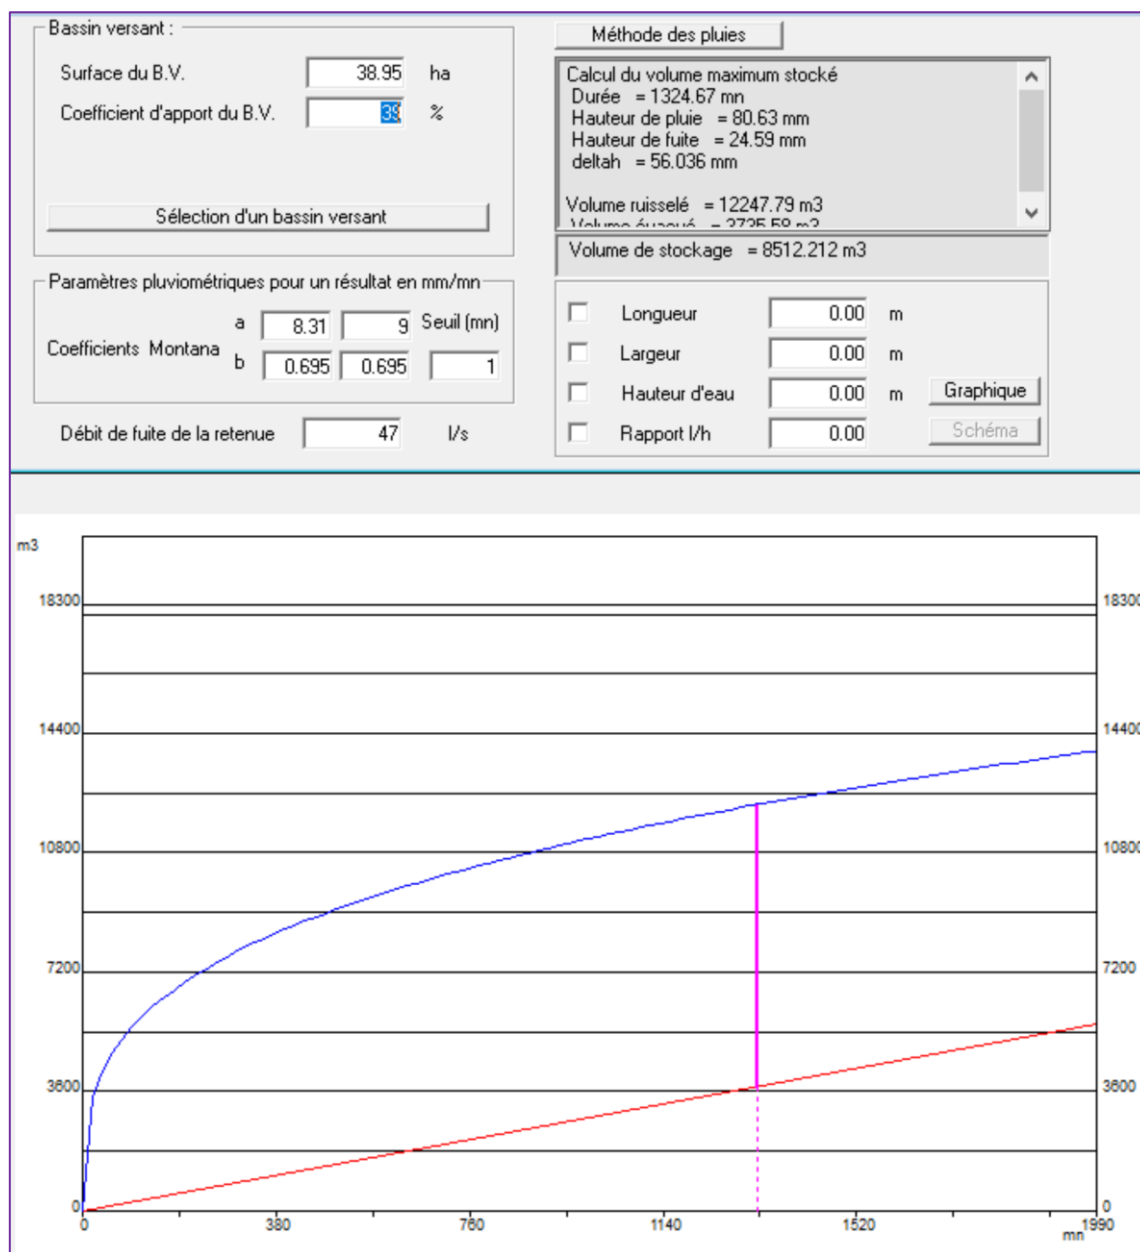 Bassin versant :
Surface du B.V. 38.95 ha
Coefficient d'apport du B.V. 39 %
Sélection d'un bassin versant
Paramètres pluviométriques pour un résultat en mm/mn
a 8.31 9 Seuil (mn)
Coefficients Montana
b 0.695 0.695 1
Débit de fuite de la retenue 47 l/s
Méthode des pluies
Calcul du volume maximum stocké
Durée = 1324.67 mn
Hauteur de pluie = 80.63 mm
Hauteur de fuite = 24.59 mm
deltah = 56.036 mm
Volume ruisselé = 12247.79 m3
Volume évacué = 3735.58 m3
Volume de stockage = 8512.212 m3
Longueur 0.00 m
Largeur 0.00 m
Hauteur d'eau 0.00 m Graphique
Rapport l/h 0.00 Schéma
m3
18300 18300
14400 14400
10800 10800
7200 7200
3600 3600
0 0
0 380 760 1140 1520 1990
mn